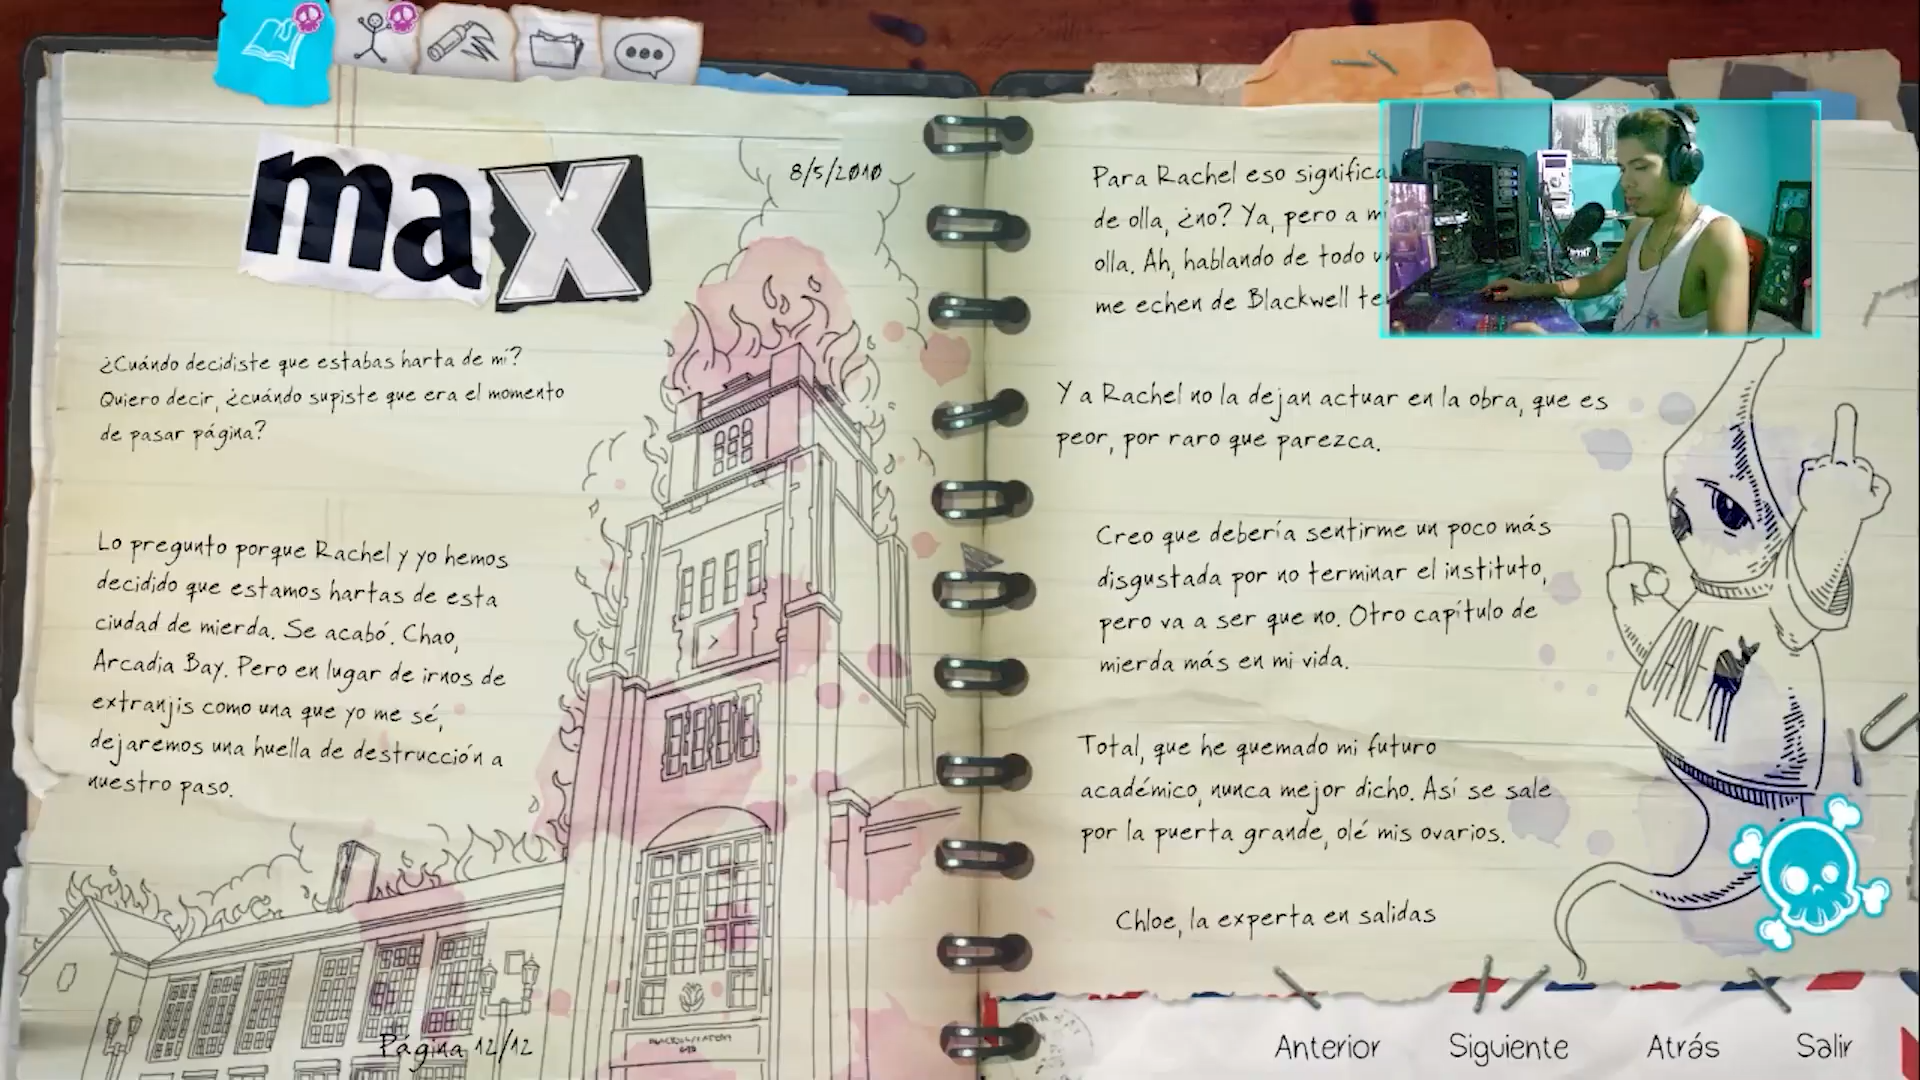 max
8/5/2010
¿Cuándo decidiste que estabas harta de mí?
Quiero decir, ¿cuándo supiste que era el momento
de pasar página?
Lo pregunto porque Rachel y yo hemos
decidido que estamos hartas de esta
ciudad de mierda. Se acabó. Chao,
Arcadia Bay. Pero en lugar de irnos de
extranjis como una que yo me sé,
dejaremos una huella de destrucción a
nuestro paso.
Página 12/12
Para Rachel eso significa
de olla, ¿no? Ya, pero a mí
olla. Ah, hablando de todo
me echen de Blackwell
Y a Rachel no la dejan actuar en la obra, que es
peor, por raro que parezca.
Creo que debería sentirme un poco más
disgustada por no terminar el instituto,
pero va a ser que no. Otro capítulo de
mierda más en mi vida.
Total, que he quemado mi futuro
académico, nunca mejor dicho. Así se sale
por la puerta grande, olé mis ovarios.
Chloe, la experta en salidas
Anterior
Siguiente
Atrás
Salir